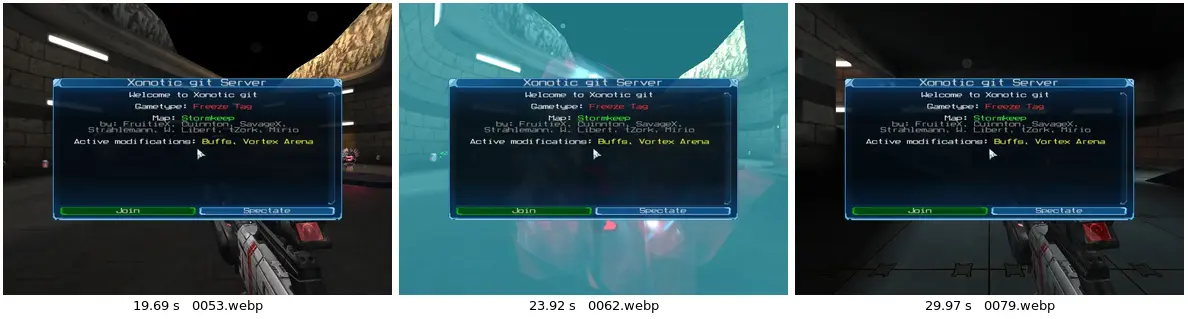 Xonotic git Server
Welcome to Xonotic git
Gametype: Freeze Tag
Map: Stormkeep
by: FruitieX, Quinnton, SavageX,
Strahlemann, W. Libert, tZork, Mirio
Active modifications: Buffs, Vortex Arena
Join Spectate
19.69 s 0053.webp
Xonotic git Server
Welcome to Xonotic git
Gametype: Freeze Tag
Map: Stormkeep
by: FruitieX, Quinnton, SavageX,
Strahlemann, W. Libert, tZork, Mirio
Active modifications: Buffs, Vortex Arena
Join Spectate
23.92 s 0062.webp
Xonotic git Server
Welcome to Xonotic git
Gametype: Freeze Tag
Map: Stormkeep
by: FruitieX, Quinnton, SavageX,
Strahlemann, W. Libert, tZork, Mirio
Active modifications: Buffs, Vortex Arena
Join Spectate
29.97 s 0079.webp